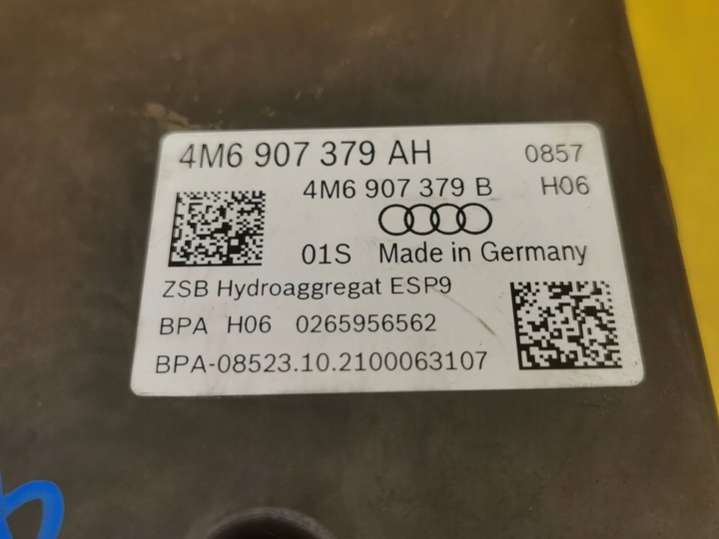 4M6 907 379 AH 0857
4M6 907 379 B H06
01S Made in Germany
ZSB Hydroaggregat ESP9
BPA H06 0265956562
BPA-08523.10.2100063107